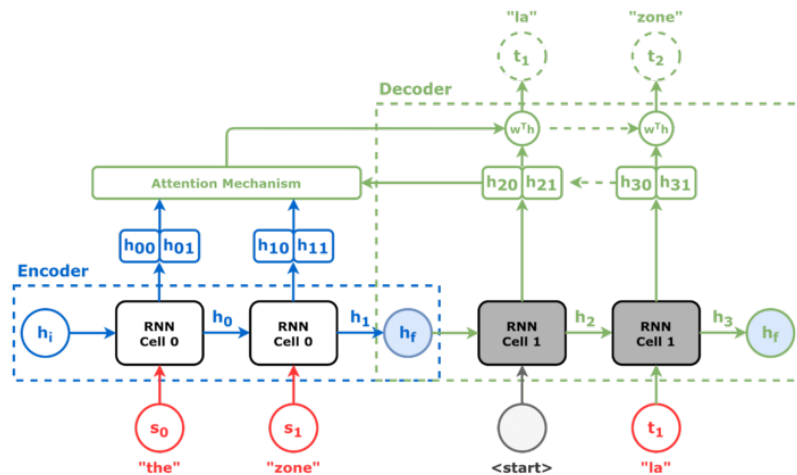 "la"
"zone"
t1
t2
Decoder
wTh
wTh
Attention Mechanism
h20 h21
h30 h31
h00 h01
h10 h11
Encoder
hi
RNN
Cell 0
h0
RNN
Cell 0
h1
hf
RNN
Cell 1
h2
RNN
Cell 1
h3
hf
s0
s1
t1
"the"
"zone"
<start>
"la"